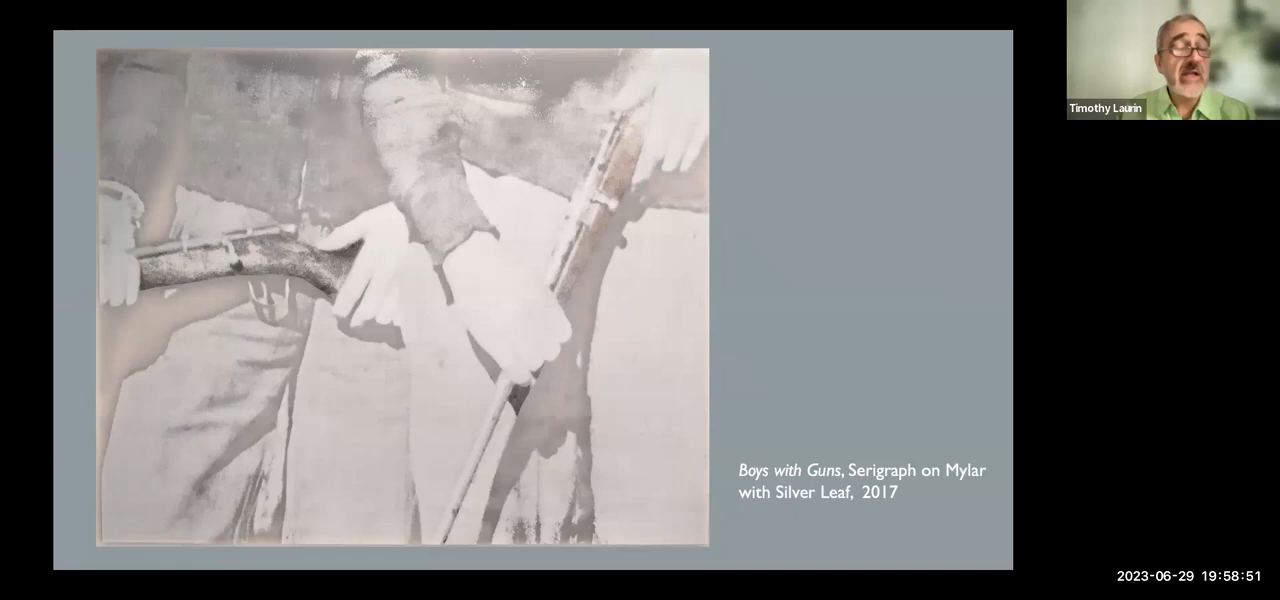 Timothy Laurin
Boys with Guns, Serigraph on Mylar
with Silver Leaf, 2017
2023-06-29 19:58:51